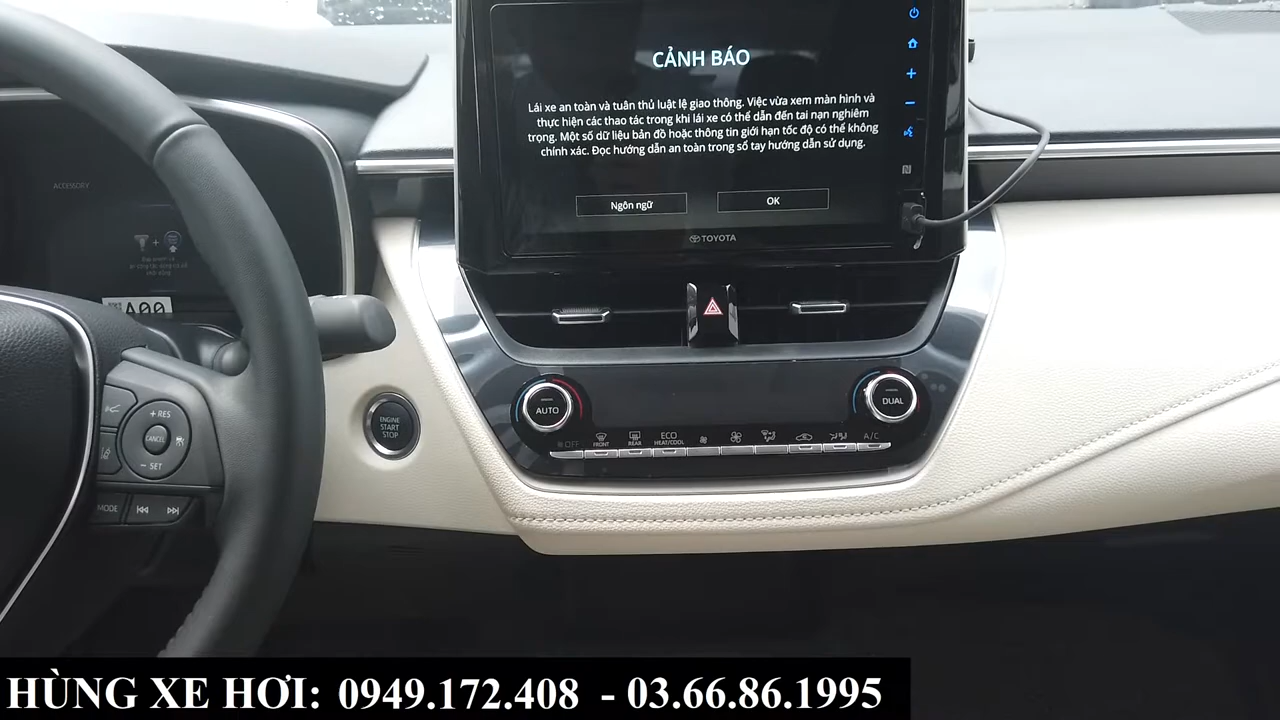 CẢNH BÁO
Lái xe an toàn và tuân thủ luật lệ giao thông. Việc vừa xem màn hình và
thực hiện các thao tác trong khi lái xe có thể dẫn đến tai nạn nghiêm
trọng. Một số dữ liệu bản đồ hoặc thông tin giới hạn tốc độ có thể không
chính xác. Đọc hướng dẫn an toàn trong sổ tay hướng dẫn sử dụng.
Ngôn ngữ
OK
TOYOTA
ACCESSORY
A00
AUTO
DUAL
ENGINE
START
STOP
+ RES
CANCEL
- SET
MODE
OFF
FRONT
REAR
ECO
HEAT/COOL
A/C
HÙNG XE HƠI: 0949.172.408 - 03.66.86.1995